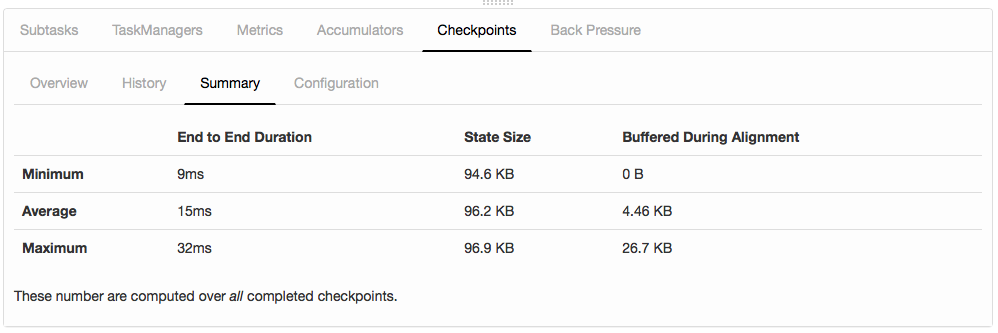 Subtasks TaskManagers Metrics Accumulators Checkpoints Back Pressure
Overview History Summary Configuration
End to End Duration State Size Buffered During Alignment
Minimum 9ms 94.6 KB 0 B
Average 15ms 96.2 KB 4.46 KB
Maximum 32ms 96.9 KB 26.7 KB
These number are computed over all completed checkpoints.